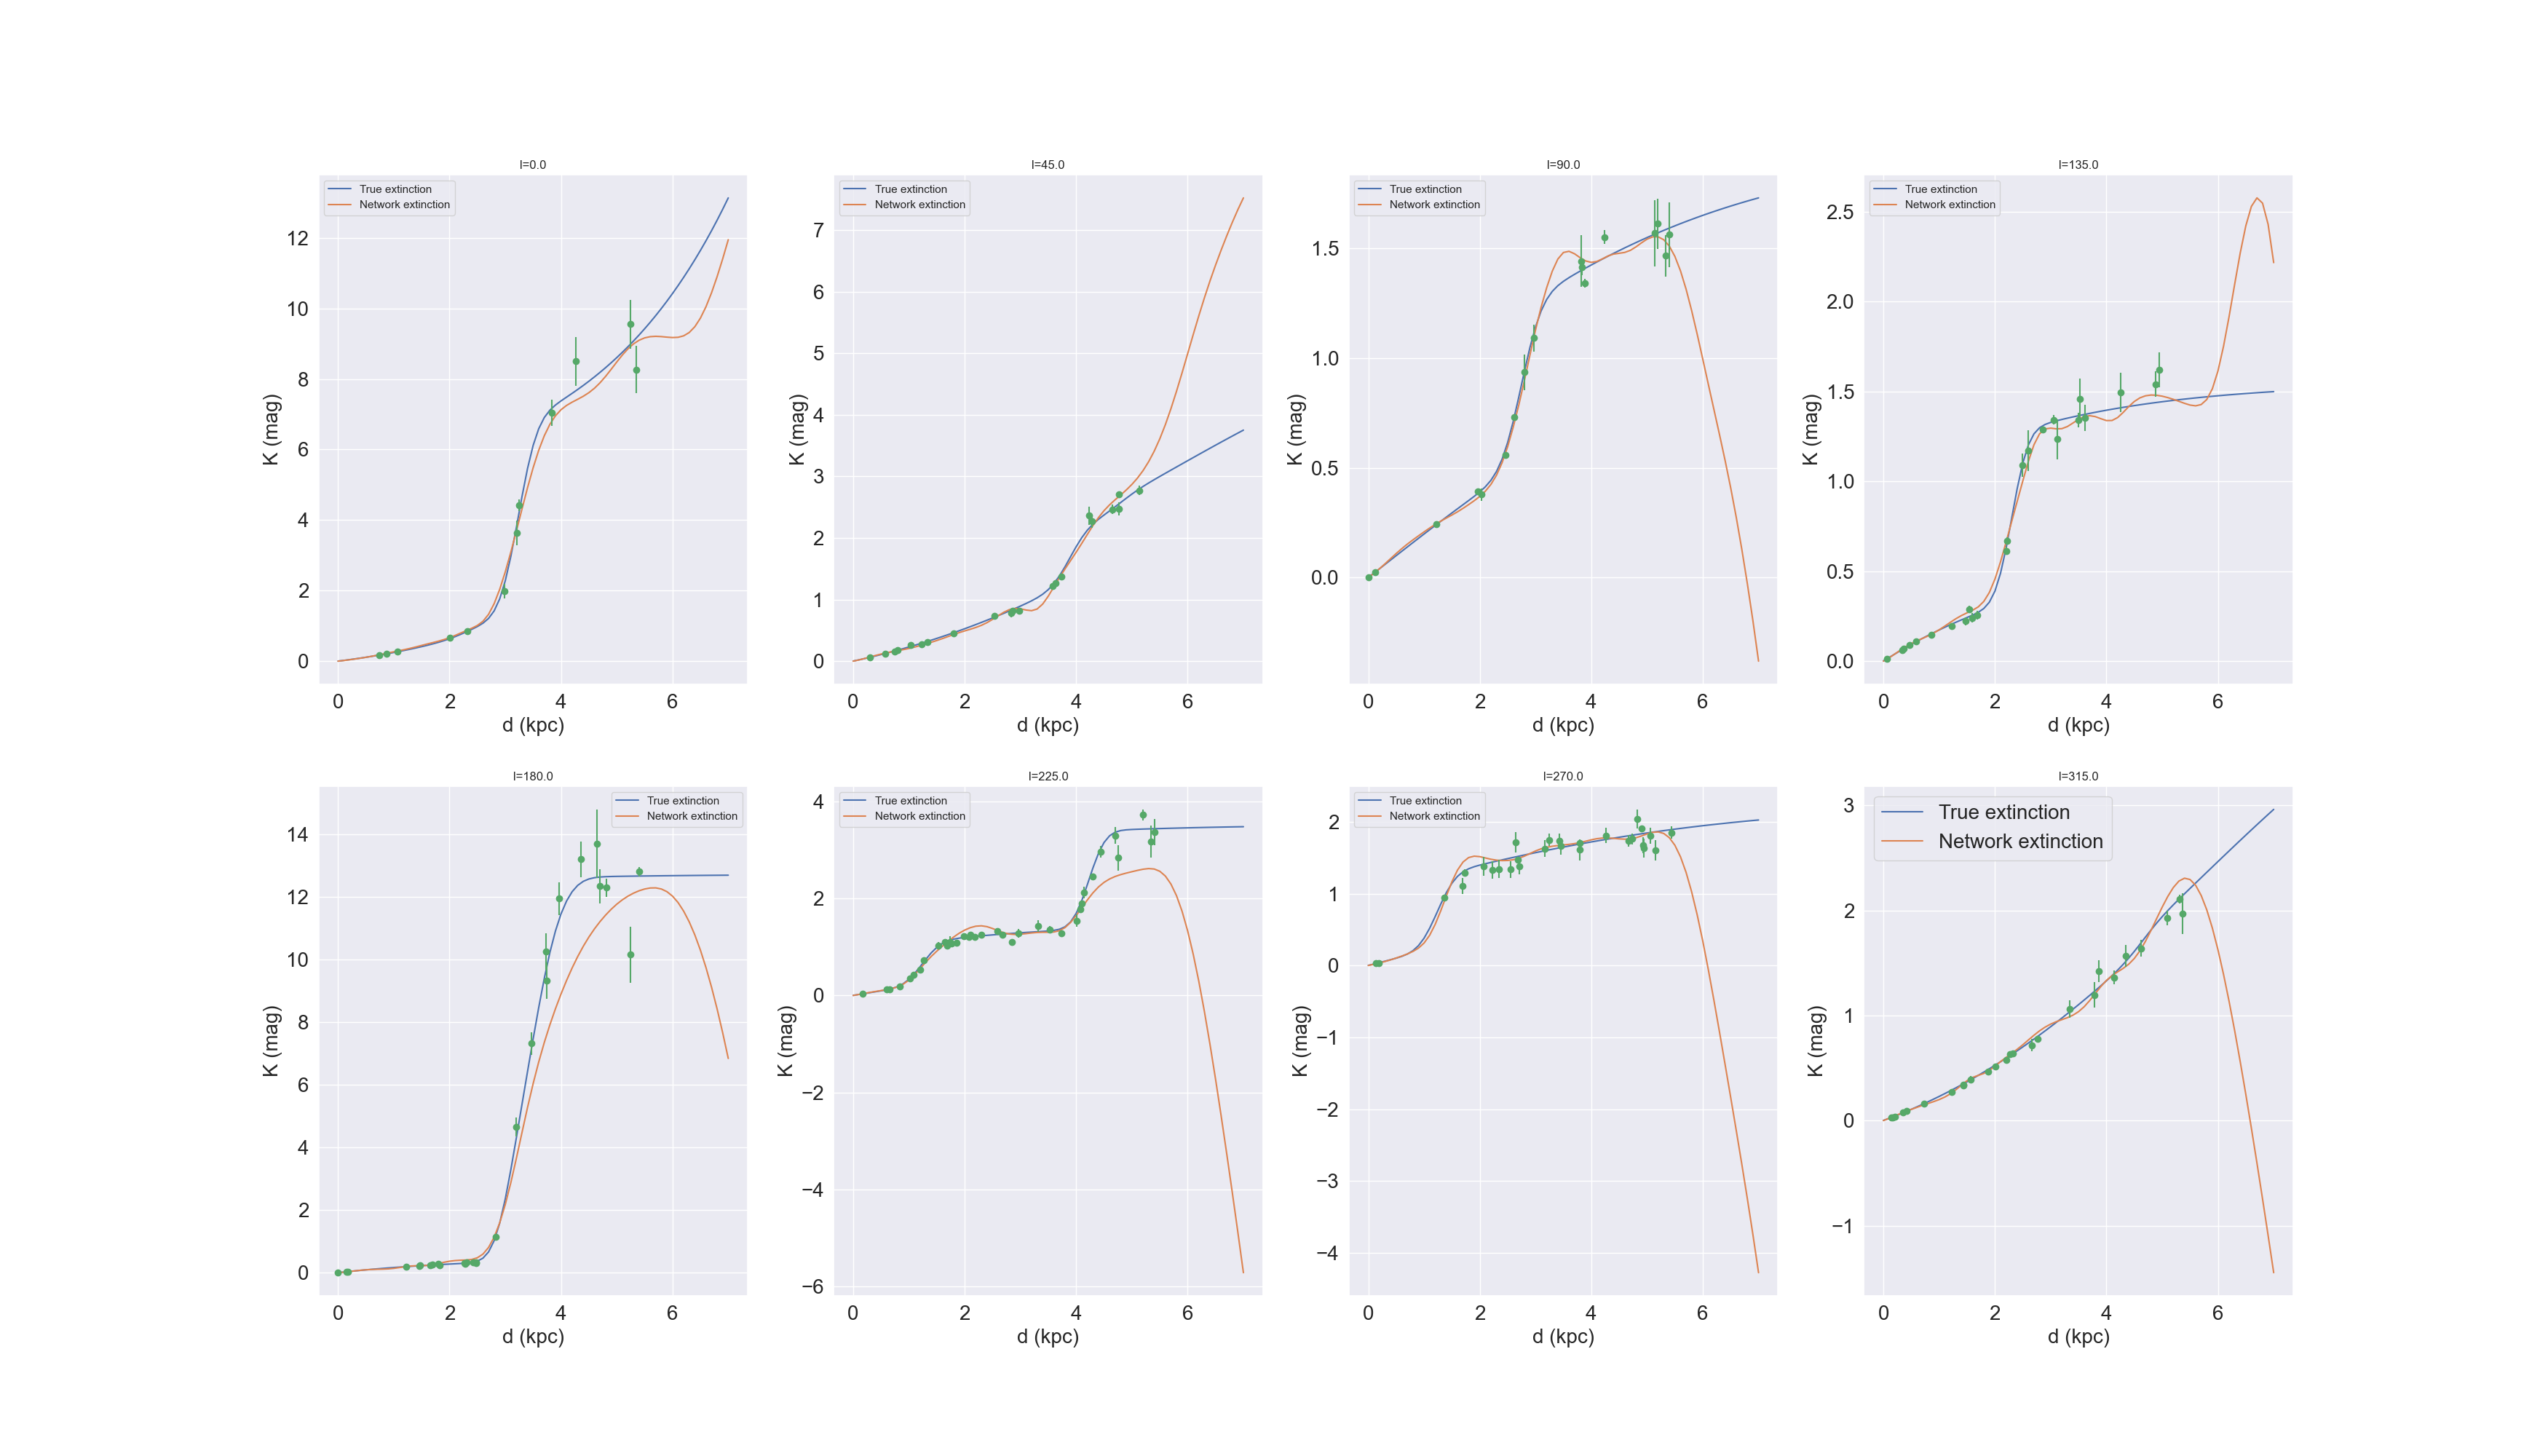 l=0.0
True extinction
Network extinction
12
10
8
6
4
2
0
K (mag)
0 2 4 6
d (kpc)
l=45.0
True extinction
Network extinction
7
6
5
4
3
2
1
0
K (mag)
0 2 4 6
d (kpc)
l=90.0
True extinction
Network extinction
1.5
1.0
0.5
0.0
K (mag)
0 2 4 6
d (kpc)
l=135.0
True extinction
Network extinction
2.5
2.0
1.5
1.0
0.5
0.0
K (mag)
0 2 4 6
d (kpc)
l=180.0
True extinction
Network extinction
14
12
10
8
6
4
2
0
K (mag)
0 2 4 6
d (kpc)
l=225.0
True extinction
Network extinction
4
2
0
−2
−4
−6
K (mag)
0 2 4 6
d (kpc)
l=270.0
True extinction
Network extinction
2
1
0
−1
−2
−3
−4
K (mag)
0 2 4 6
d (kpc)
l=315.0
True extinction
Network extinction
3
2
1
0
−1
K (mag)
0 2 4 6
d (kpc)